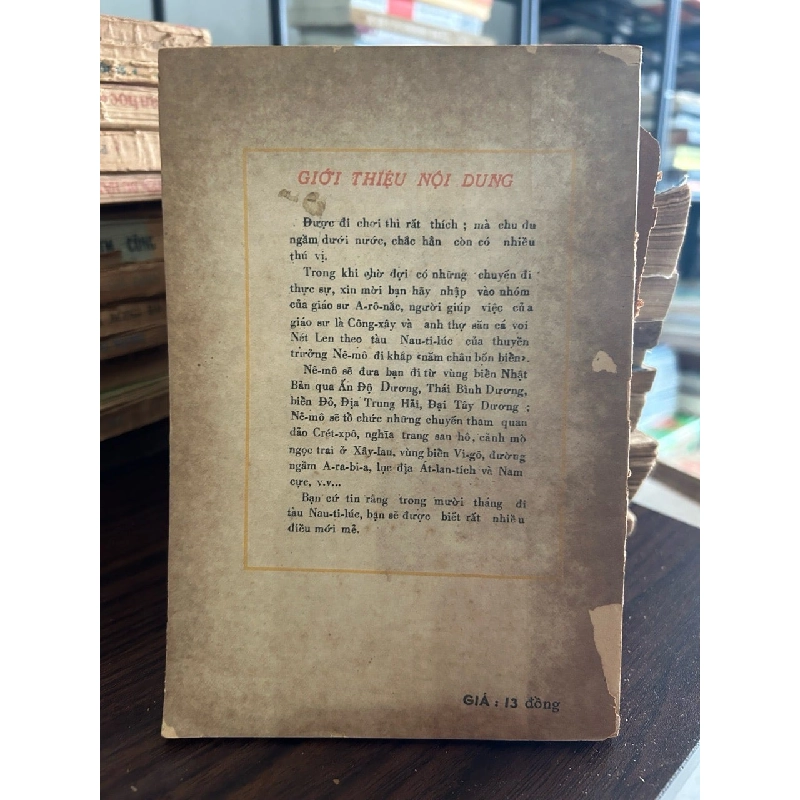 GIỚI THIỆU NỘI DUNG
Được đi chơi thì rất thích ; mà chu du
ngầm dưới nước, chắc hẳn còn có nhiều
thú vị.
Trong khi chờ đợi có những chuyến đi
thực sự, xin mời bạn hãy nhập vào nhóm
của giáo sư A-rô-nắc, người giúp việc của
giáo sư là Công-xây và anh thợ săn cá voi
Nét Len theo tàu Nau-ti-lúc của thuyền
trưởng Nê-mô đi khắp «năm châu bốn biển».
Nê-mô sẽ đưa bạn đi từ vùng biển Nhật
Bản qua Ấn Độ Dương, Thái Bình Dương,
biển Đỏ, Địa Trung Hải, Đại Tây Dương ;
Nê-mô sẽ tổ chức những chuyến tham quan
đảo Crét-xpô, nghĩa trang san hô, cảnh mò
ngọc trai ở Xây-lan, vùng biển Vi-gô, đường
ngầm A-ra-bi-a, lục địa At-lan-tích và Nam
cực, v.v...
Bạn cứ tin rằng trong mười tháng đi
tàu Nau-ti-lúc, bạn sẽ được biết rất nhiều
điều mới mẻ.
GIÁ : 13 đồng